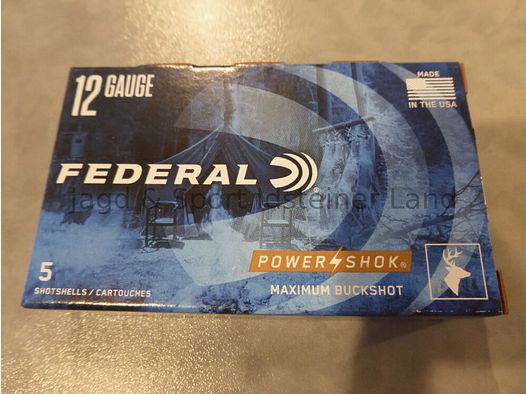 12 GAUGE
MADE
IN THE USA
FEDERAL®
Jagd & Sport Idsteiner Land
POWER SHOK®
5
SHOTSHELLS / CARTOUCHES
MAXIMUM BUCKSHOT